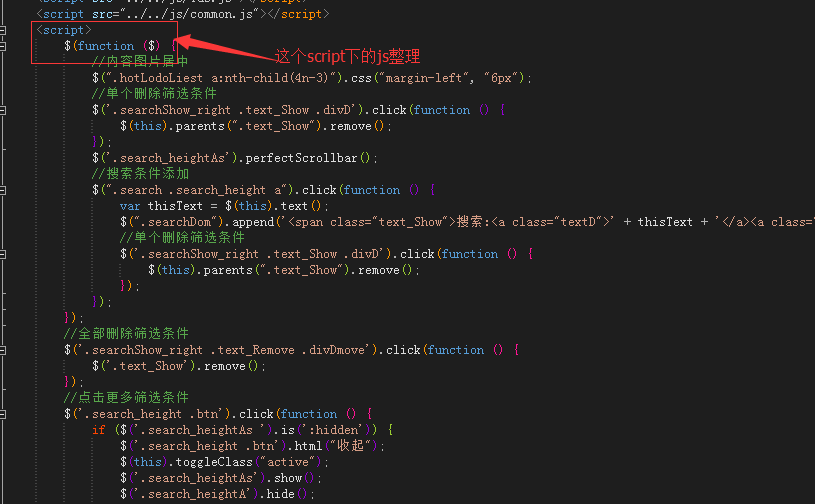 <script src="../../js/common.js"></script>
<script>
$(function ($) {
这个script下的js整理
//内容图片居中
$(".hotLodoLiest a:nth-child(4n-3)").css("margin-left", "6px");
//单个删除筛选条件
$('.searchShow_right .text_Show .divD').click(function () {
$(this).parents(".text_Show").remove();
});
$('.search_heightAs').perfectScrollbar();
//搜索条件添加
$(".search .search_height a").click(function () {
var thisText = $(this).text();
$(".searchDom").append('<span class="text_Show">搜索:<a class="textD">' + thisText + '</a><a class=
//单个删除筛选条件
$('.searchShow_right .text_Show .divD').click(function () {
$(this).parents(".text_Show").remove();
});
});
});
//全部删除筛选条件
$('.searchShow_right .text_Remove .divDmove').click(function () {
$('.text_Show').remove();
});
//点击更多筛选条件
$('.search_height .btn').click(function () {
if ($('.search_heightAs ').is(':hidden')) {
$('.search_height .btn').html("收起");
$(this).toggleClass("active");
$('.search_heightAs').show();
$('.search_heightA').hide();